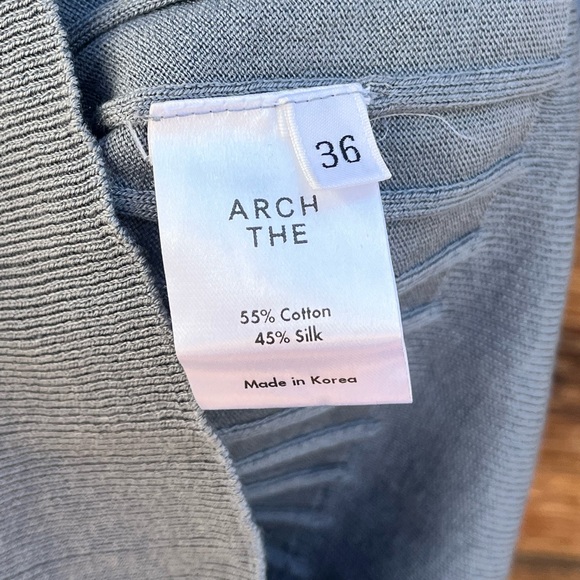 36
ARCH
THE
55% Cotton
45% Silk
Made in Korea